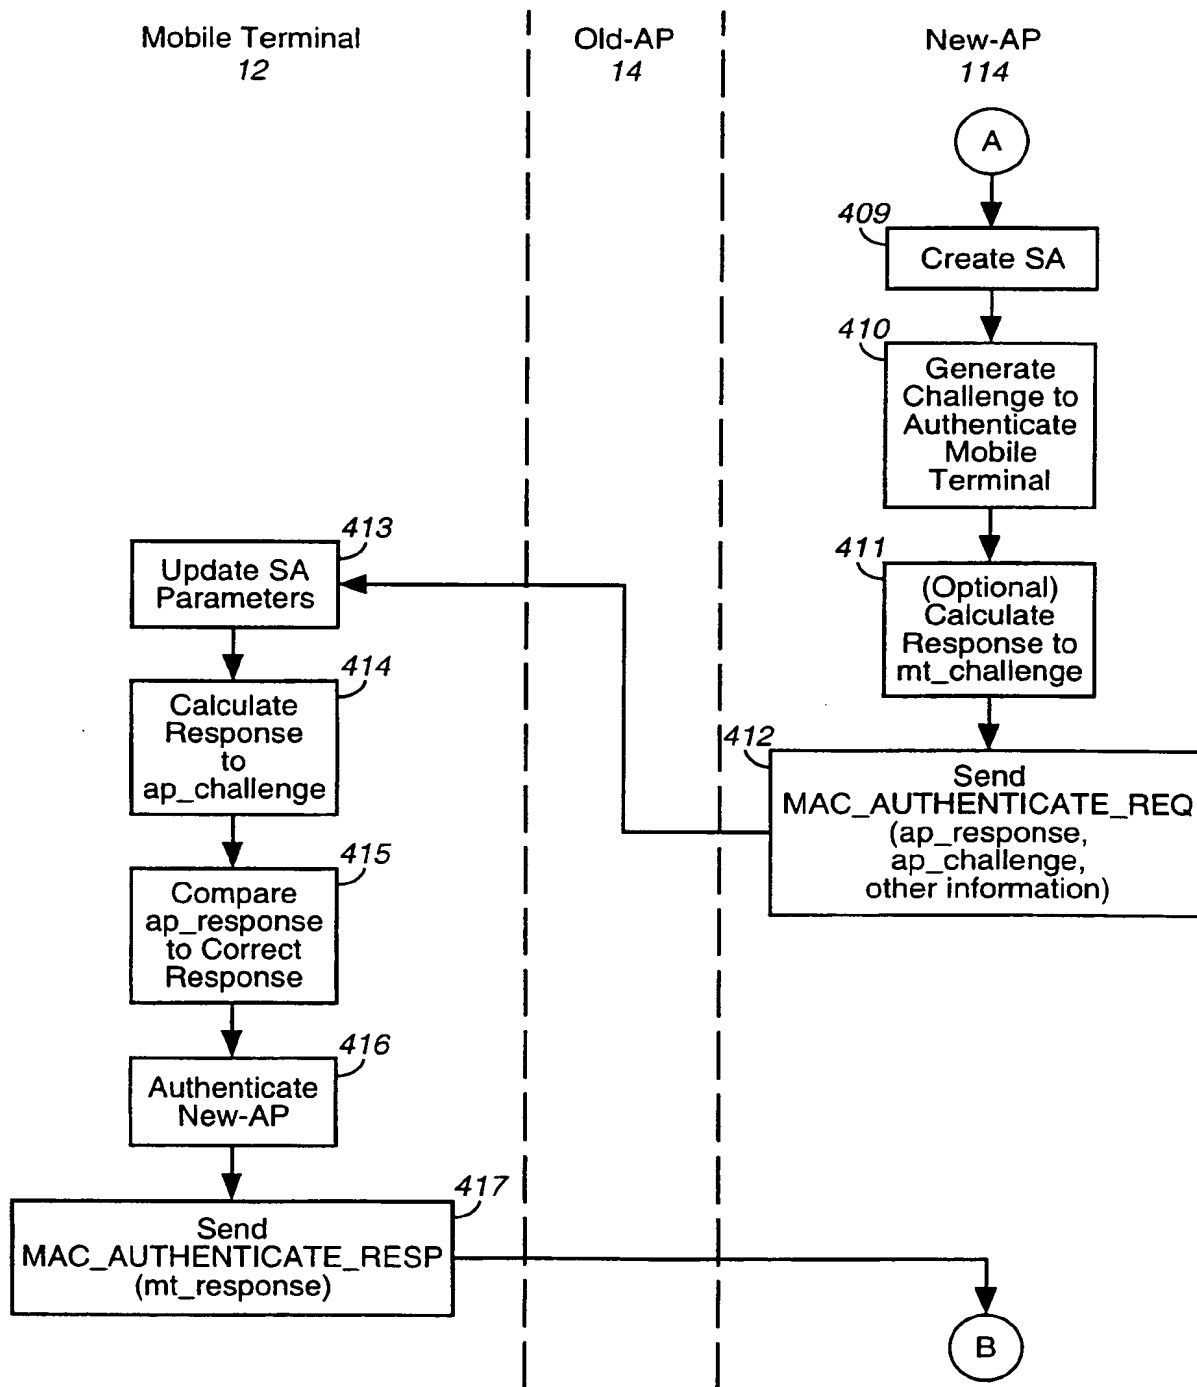 Mobile Terminal
12
Old-AP
14
New-AP
114
A
409
Create SA
410
Generate
Challenge to
Authenticate
Mobile
Terminal
411
(Optional)
Calculate
Response to
mt_challenge
412
Send
MAC_AUTHENTICATE_REQ
(ap_response,
ap_challenge,
other information)
413
Update SA
Parameters
414
Calculate
Response
to
ap_challenge
415
Compare
ap_response
to Correct
Response
416
Authenticate
New-AP
417
Send
MAC_AUTHENTICATE_RESP
(mt_response)
B